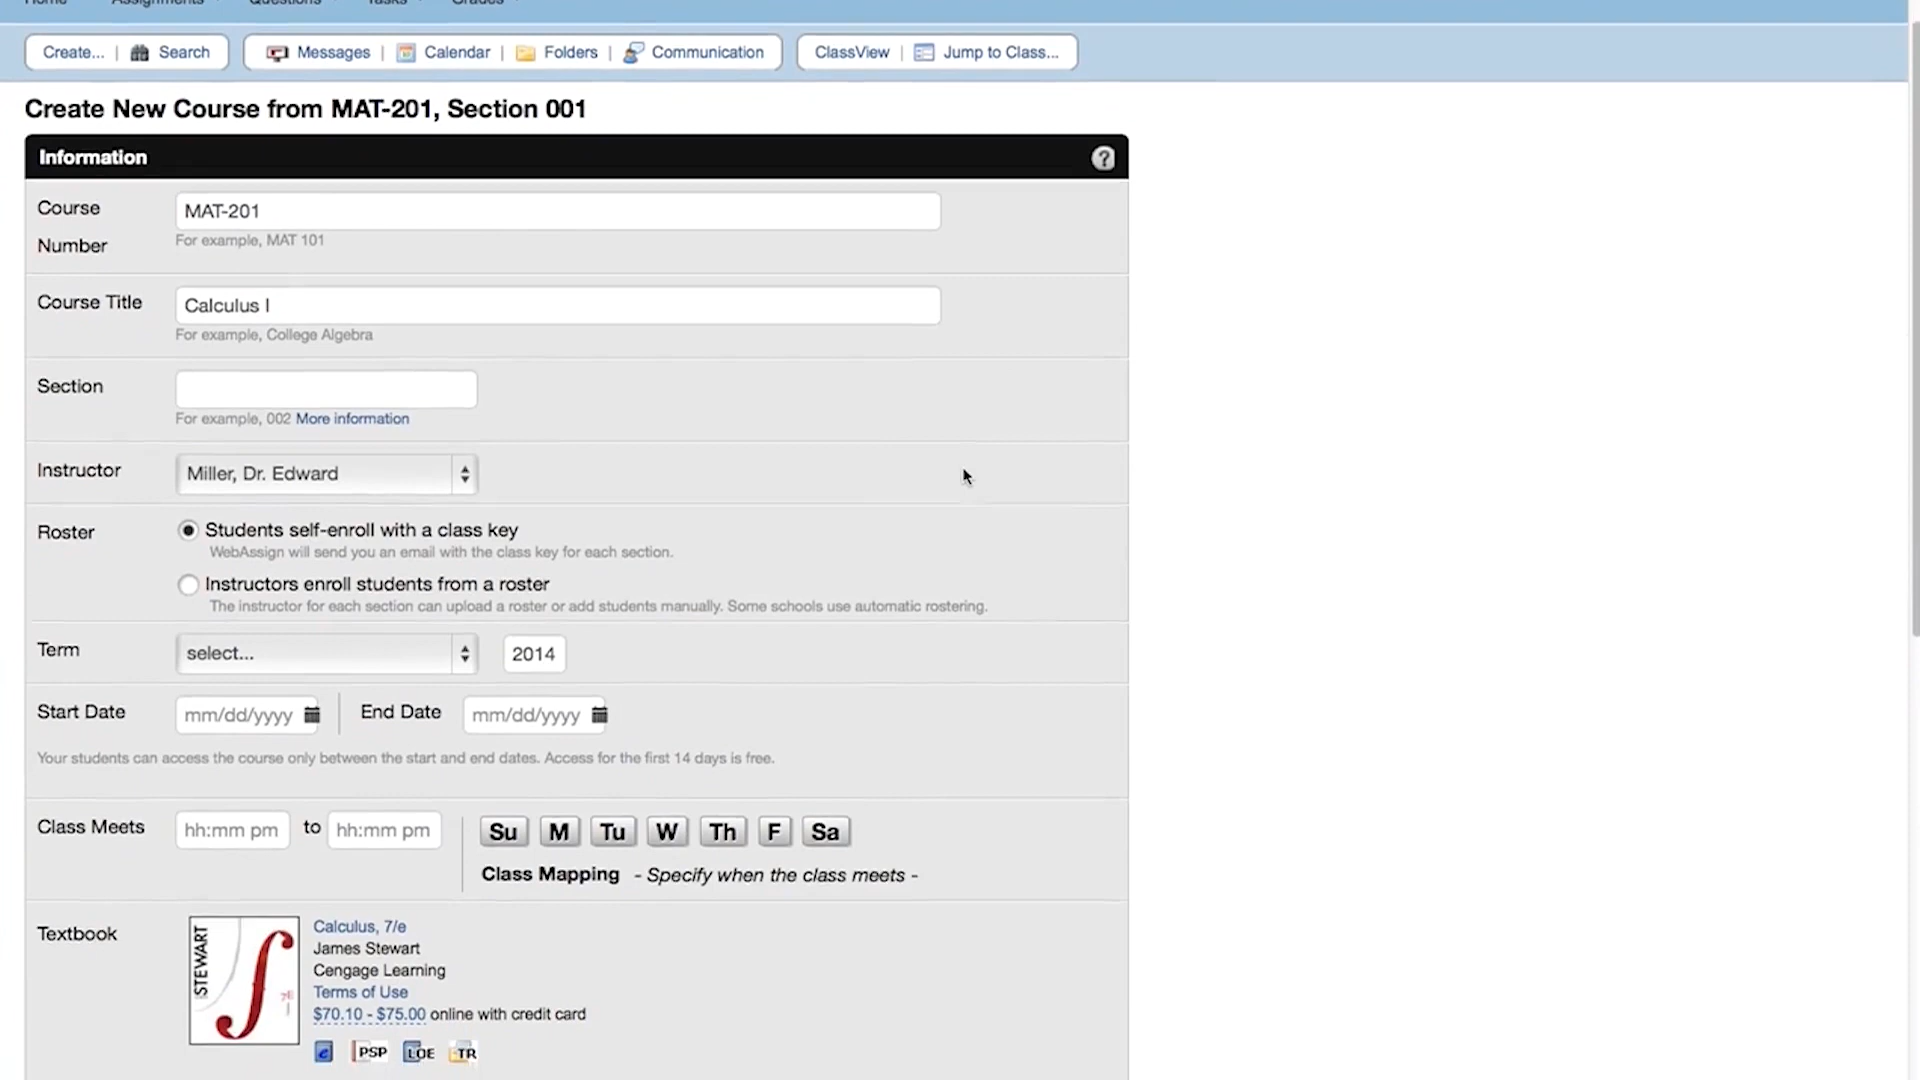 Home Assignments Questions Tasks Grades
Create... Search Messages Calendar Folders Communication ClassView Jump to Class...
Create New Course from MAT-201, Section 001
Information ?
Course Number MAT-201
For example, MAT 101
Course Title Calculus I
For example, College Algebra
Section
For example, 002 More information
Instructor Miller, Dr. Edward
Roster Students self-enroll with a class key
WebAssign will send you an email with the class key for each section.
Instructors enroll students from a roster
The instructor for each section can upload a roster or add students manually. Some schools use automatic rostering.
Term select... 2014
Start Date mm/dd/yyyy End Date mm/dd/yyyy
Your students can access the course only between the start and end dates. Access for the first 14 days is free.
Class Meets hh:mm pm to hh:mm pm Su M Tu W Th F Sa
Class Mapping - Specify when the class meets -
Textbook STEWART 7E Calculus, 7/e
James Stewart
Cengage Learning
Terms of Use
$70.10 - $75.00 online with credit card
e PSP LOE TR